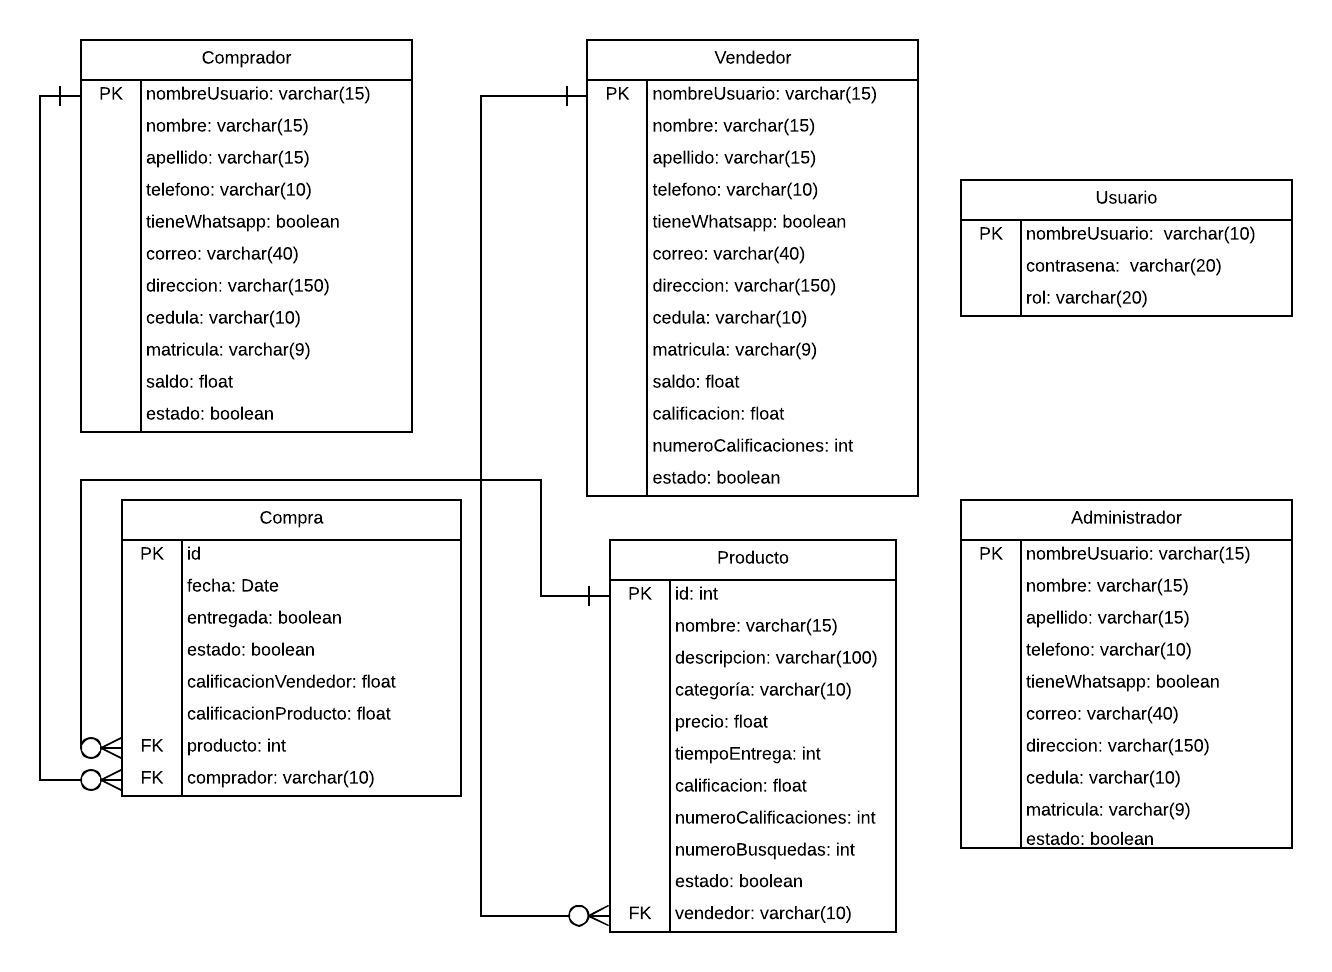 Comprador
PK nombreUsuario: varchar(15)
nombre: varchar(15)
apellido: varchar(15)
telefono: varchar(10)
tieneWhatsapp: boolean
correo: varchar(40)
direccion: varchar(150)
cedula: varchar(10)
matricula: varchar(9)
saldo: float
estado: boolean
Vendedor
PK nombreUsuario: varchar(15)
nombre: varchar(15)
apellido: varchar(15)
telefono: varchar(10)
tieneWhatsapp: boolean
correo: varchar(40)
direccion: varchar(150)
cedula: varchar(10)
matricula: varchar(9)
saldo: float
calificacion: float
numeroCalificaciones: int
estado: boolean
Usuario
PK nombreUsuario: varchar(10)
contrasena: varchar(20)
rol: varchar(20)
Compra
PK id
fecha: Date
entregada: boolean
estado: boolean
calificacionVendedor: float
calificacionProducto: float
FK producto: int
FK comprador: varchar(10)
Producto
PK id: int
nombre: varchar(15)
descripcion: varchar(100)
categoría: varchar(10)
precio: float
tiempoEntrega: int
calificacion: float
numeroCalificaciones: int
numeroBusquedas: int
estado: boolean
FK vendedor: varchar(10)
Administrador
PK nombreUsuario: varchar(15)
nombre: varchar(15)
apellido: varchar(15)
telefono: varchar(10)
tieneWhatsapp: boolean
correo: varchar(40)
direccion: varchar(150)
cedula: varchar(10)
matricula: varchar(9)
estado: boolean